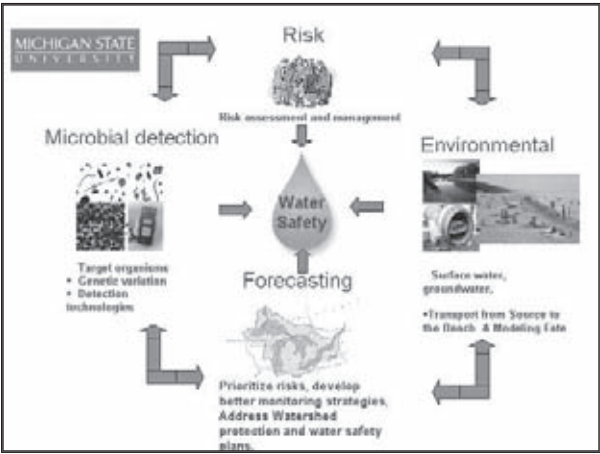 MICHIGAN STATE
UNIVERSITY
Risk
Risk assessment and management
Microbial detection
Target organisms
• Genetic variation
• Detection
technologies
Water
Safety
Environmental
Surface water,
groundwater,
•Transport from Source to
the Beach & Modeling Fate
Forecasting
Prioritize risks, develop
better monitoring strategies,
Address Watershed
protection and water safety
plans.